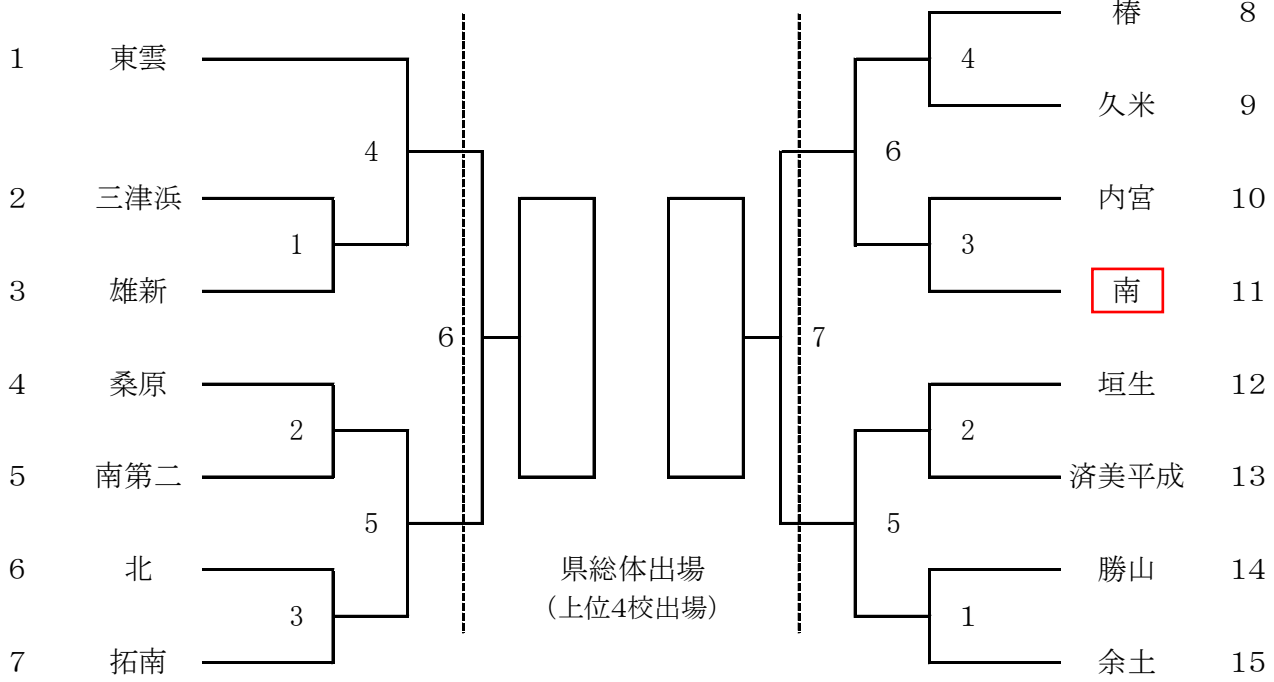 椿 8
1 東雲
4
久米 9
4
6
2 三津浜
内宮 10
1
3
3 雄新
南 11
6
7
4 桑原
垣生 12
2
2
5 南第二
済美平成 13
5
5
6 北
県総体出場
勝山 14
(上位4校出場)
3
1
7 拓南
余土 15